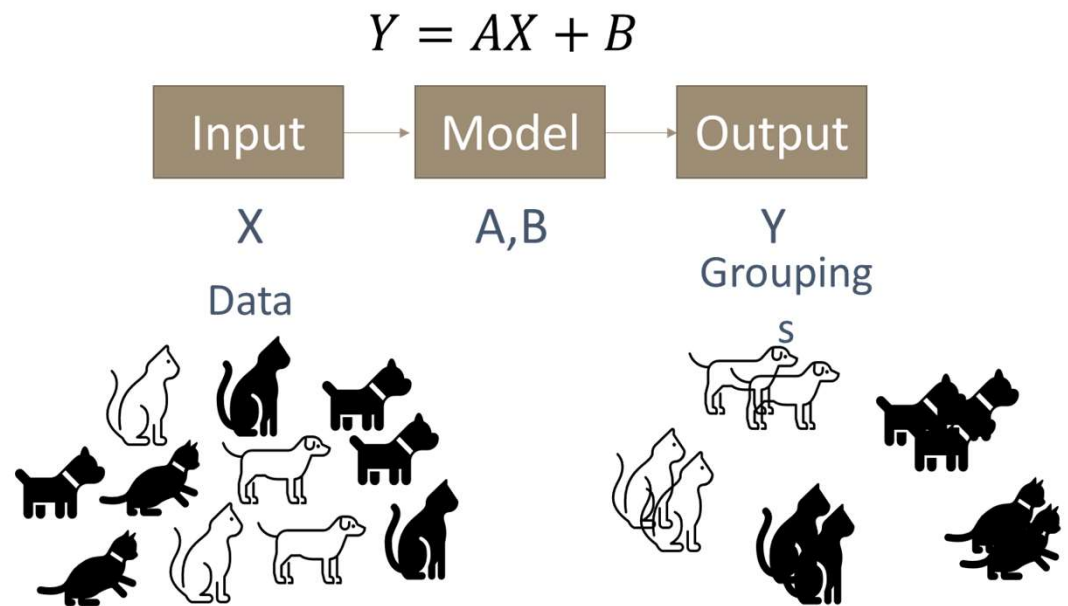 Y = AX + B
Input
Model
Output
X
A,B
Y
Data
Grouping
s